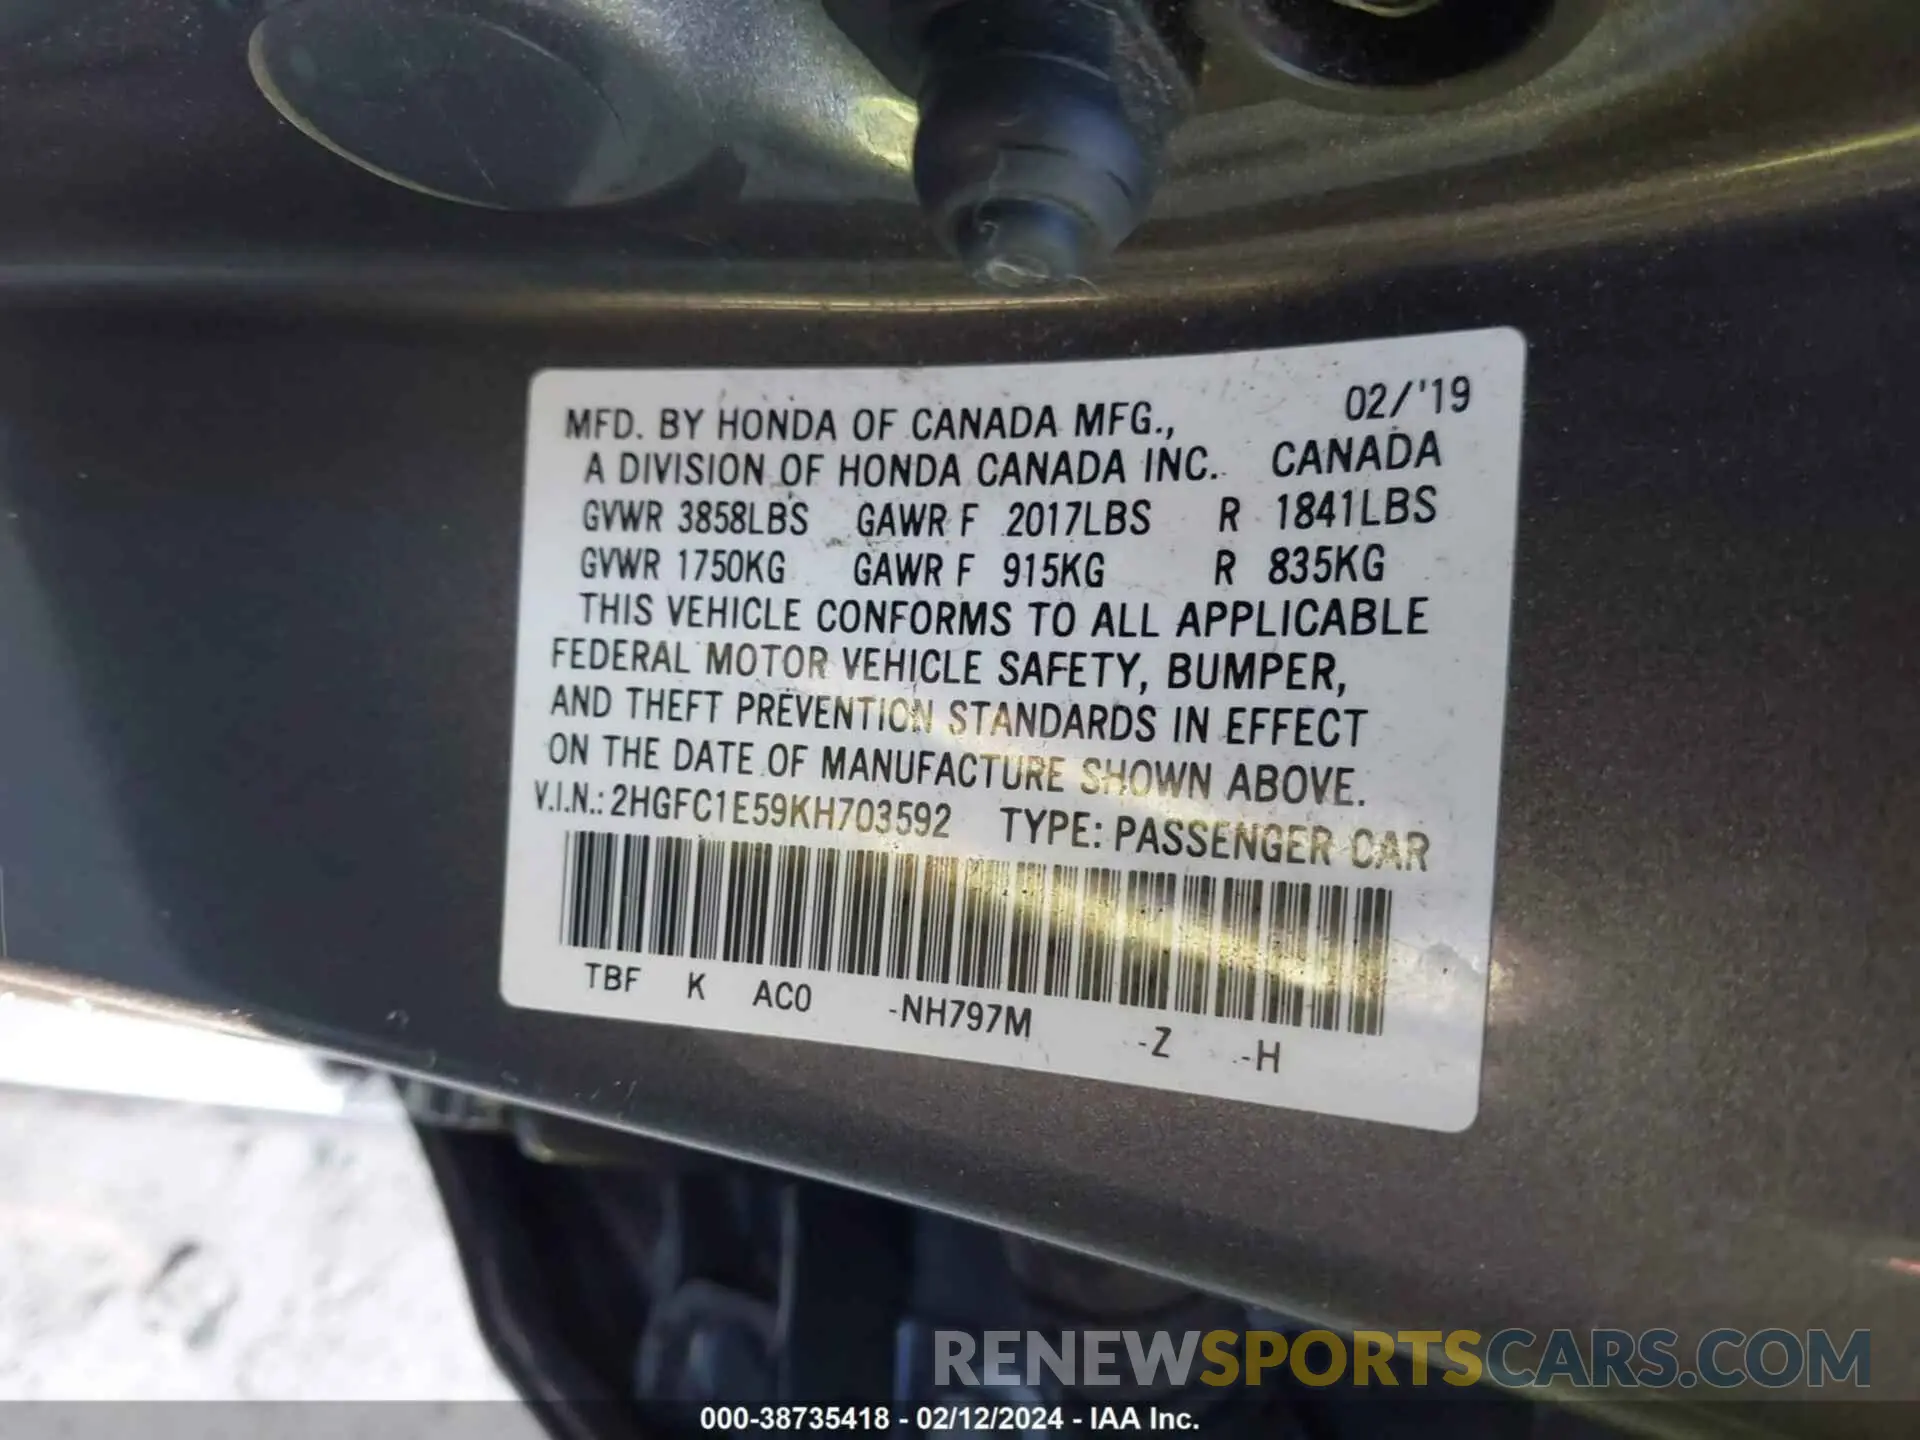 02/'19
MFD. BY HONDA OF CANADA MFG.,
A DIVISION OF HONDA CANADA INC. CANADA
GVWR 3858LBS GAWR F 2017LBS R 1841LBS
GVWR 1750KG GAWR F 915KG R 835KG
THIS VEHICLE CONFORMS TO ALL APPLICABLE
FEDERAL MOTOR VEHICLE SAFETY, BUMPER,
AND THEFT PREVENTION STANDARDS IN EFFECT
ON THE DATE OF MANUFACTURE SHOWN ABOVE.
V.I.N.: 2HGFC1E59KH703592 TYPE: PASSENGER CAR
TBF K AC0 -NH797M -Z -H
RENEWSPORTSCARS.COM
000-38735418 - 02/12/2024 - IAA Inc.